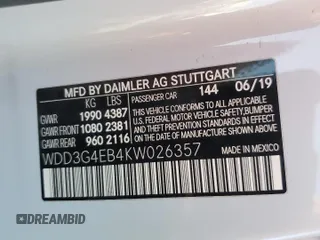 MFD BY DAIMLER AG STUTTGART
KG LBS
GVWR 1990 4387
GAWR FRONT 1080 2381
GAWR REAR 960 2116
PASSENGER CAR 144 06/19
THIS VEHICLE CONFORMS TO ALL APPLICABLE
U.S. FEDERAL MOTOR VEHICLE SAFETY,BUMPER
AND THEFT PREVENTION STANDARDS IN EFFECT
ON THE DATE OF MANUFACTURE SHOWN ABOVE.
WDD3G4EB4KW026357
MADE IN MEXICO
DREAMBID